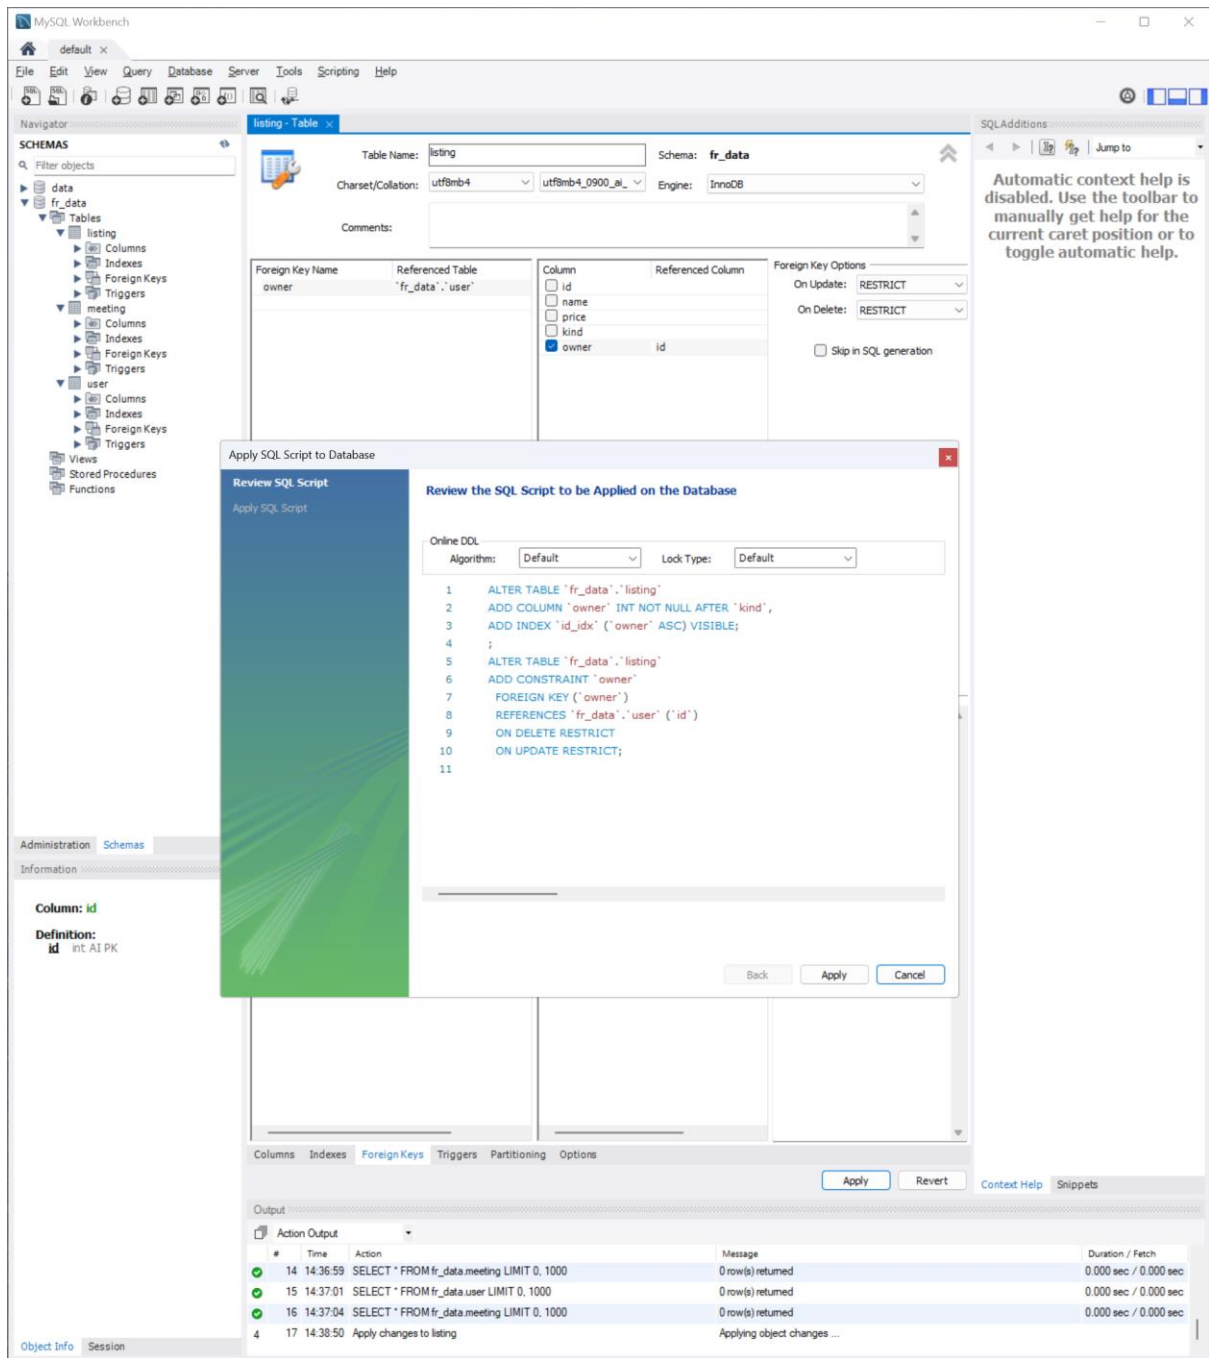 MySQL Workbench
default
File Edit View Query Database Server Tools Scripting Help
Navigator
SCHEMAS
Filter objects
data
fr_data
Tables
listing
Columns
Indexes
Foreign Keys
Triggers
meeting
Columns
Indexes
Foreign Keys
Triggers
user
Columns
Indexes
Foreign Keys
Triggers
Views
Stored Procedures
Functions
Administration Schemas
Information
Column: id
Definition:
id int AI PK
Object Info Session
listing - Table
Table Name: listing Schema: fr_data
Charset/Collation: utf8mb4 utf8mb4_0900_ai_ Engine: InnoDB
Comments:
Foreign Key Name Referenced Table
owner `fr_data`.`user`
Column Referenced Column
id
name
price
kind
owner id
Foreign Key Options
On Update: RESTRICT
On Delete: RESTRICT
Skip in SQL generation
Apply SQL Script to Database
Review SQL Script
Apply SQL Script
Review the SQL Script to be Applied on the Database
Online DDL
Algorithm: Default Lock Type: Default
1 ALTER TABLE `fr_data`.`listing`
2 ADD COLUMN `owner` INT NOT NULL AFTER `kind`,
3 ADD INDEX `id_idx` (`owner` ASC) VISIBLE;
4 ;
5 ALTER TABLE `fr_data`.`listing`
6 ADD CONSTRAINT `owner`
7 FOREIGN KEY (`owner`)
8 REFERENCES `fr_data`.`user` (`id`)
9 ON DELETE RESTRICT
10 ON UPDATE RESTRICT;
11
Back Apply Cancel
Columns Indexes Foreign Keys Triggers Partitioning Options
Apply Revert
SQLAdditions
Jump to
Automatic context help is
disabled. Use the toolbar to
manually get help for the
current caret position or to
toggle automatic help.
Context Help Snippets
Output
Action Output
# Time Action Message Duration / Fetch
14 14:36:59 SELECT * FROM fr_data.meeting LIMIT 0, 1000 0 row(s) returned 0.000 sec / 0.000 sec
15 14:37:01 SELECT * FROM fr_data.user LIMIT 0, 1000 0 row(s) returned 0.000 sec / 0.000 sec
16 14:37:04 SELECT * FROM fr_data.meeting LIMIT 0, 1000 0 row(s) returned 0.000 sec / 0.000 sec
4 17 14:38:50 Apply changes to listing Applying object changes ...